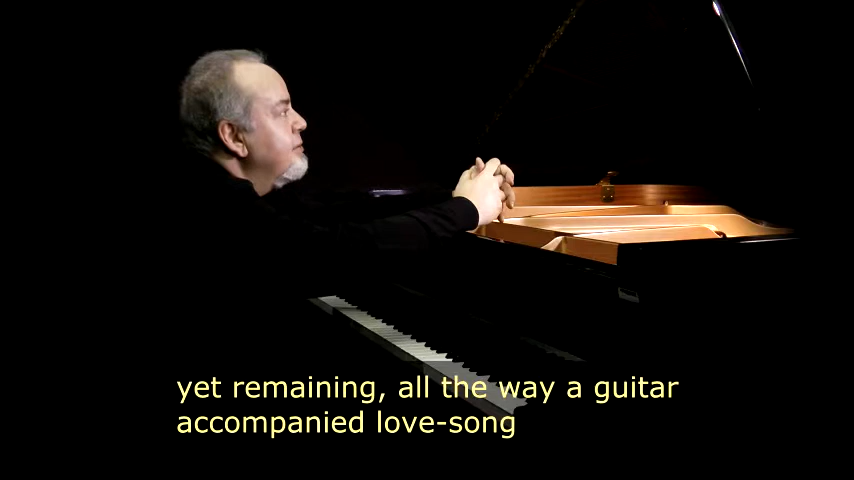 yet remaining, all the way a guitar
accompanied love-song